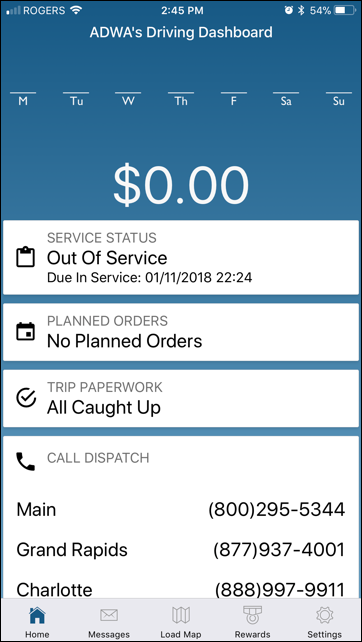 ROGERS 2:45 PM 54%
ADWA's Driving Dashboard
M Tu W Th F Sa Su
$0.00
SERVICE STATUS
Out Of Service
Due In Service: 01/11/2018 22:24
PLANNED ORDERS
No Planned Orders
TRIP PAPERWORK
All Caught Up
CALL DISPATCH
Main (800)295-5344
Grand Rapids (877)937-4001
Charlotte (888)997-9911
Home Messages Load Map Rewards Settings